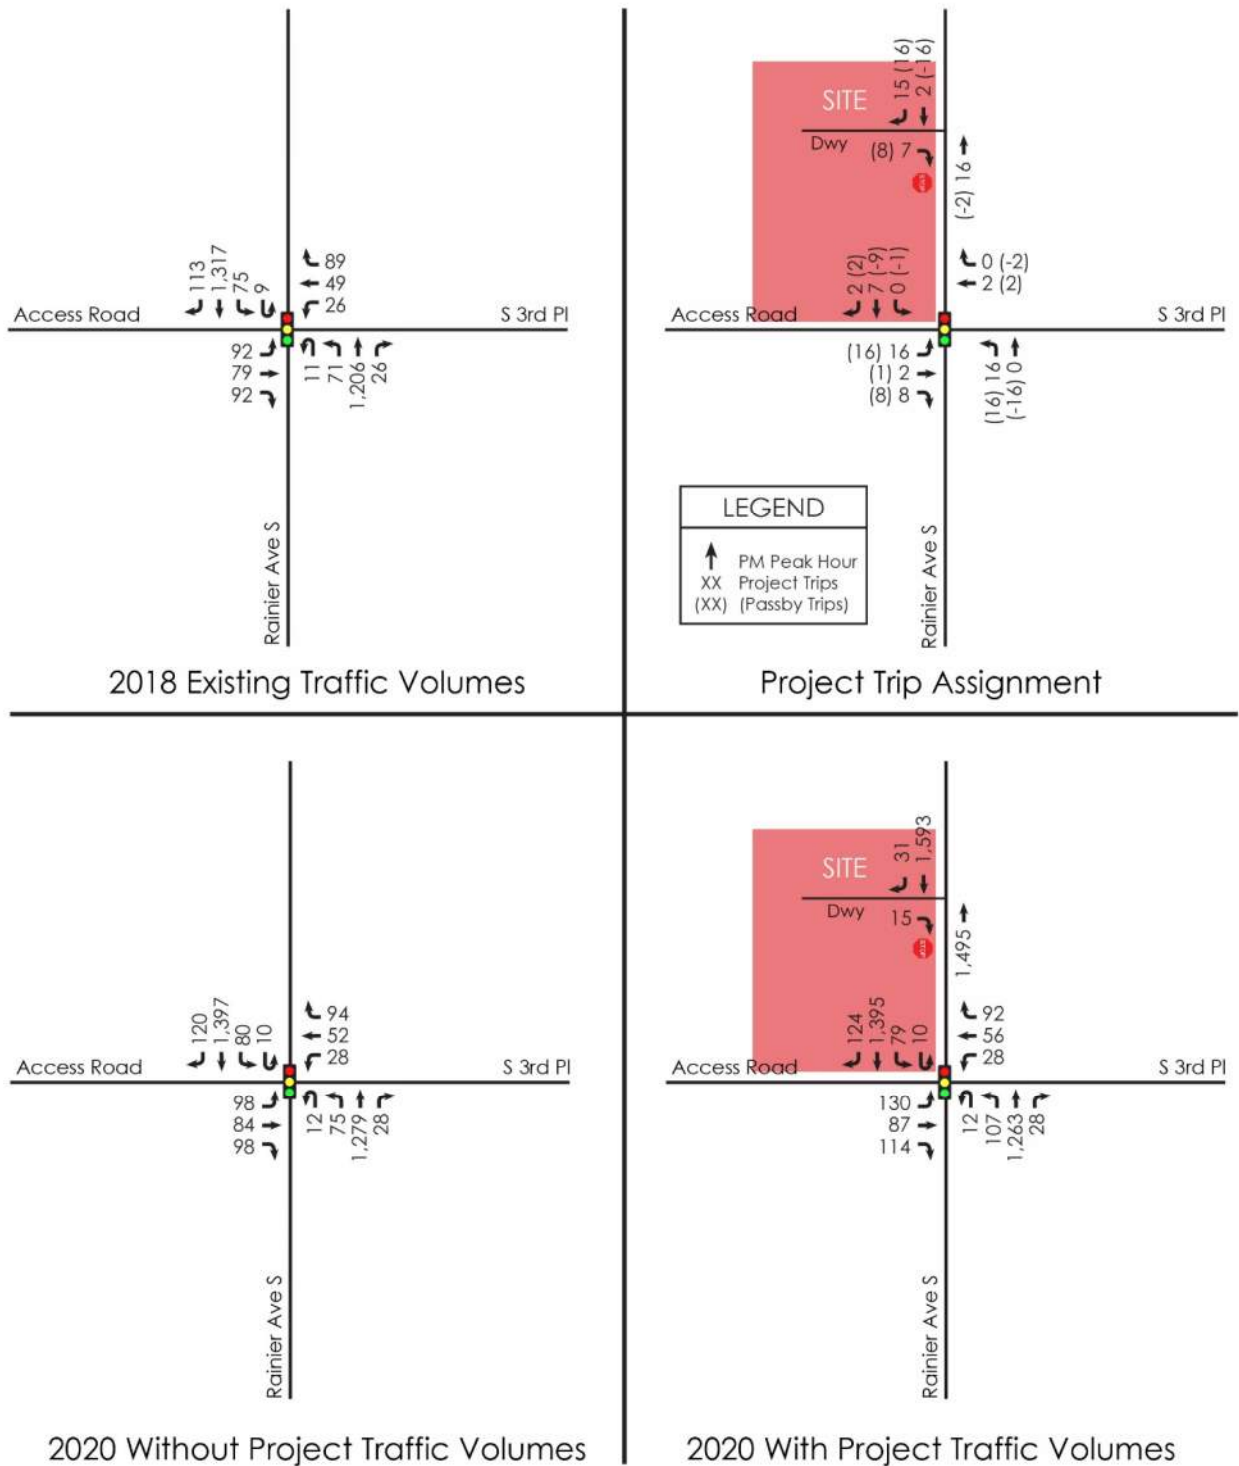 113
1,317
75
9
89
49
26
Access Road
S 3rd Pl
92
79
92
11
71
1,206
26
Rainier Ave S
2018 Existing Traffic Volumes
15 (16)
2 (-16)
SITE
Dwy
(8) 7
(-2) 16
2 (2)
7 (-9)
0 (-1)
0 (-2)
2 (2)
Access Road
S 3rd Pl
(16) 16
(1) 2
(8) 8
(16) 16
(-16) 0
LEGEND
PM Peak Hour
XX Project Trips
(XX) (Passby Trips)
Rainier Ave S
Project Trip Assignment
120
1,397
80
10
94
52
28
Access Road
S 3rd Pl
98
84
98
12
75
1,279
28
Rainier Ave S
2020 Without Project Traffic Volumes
31
1,593
SITE
Dwy
15
1,495
124
1,395
79
10
92
56
28
Access Road
S 3rd Pl
130
87
114
12
107
1,263
28
Rainier Ave S
2020 With Project Traffic Volumes